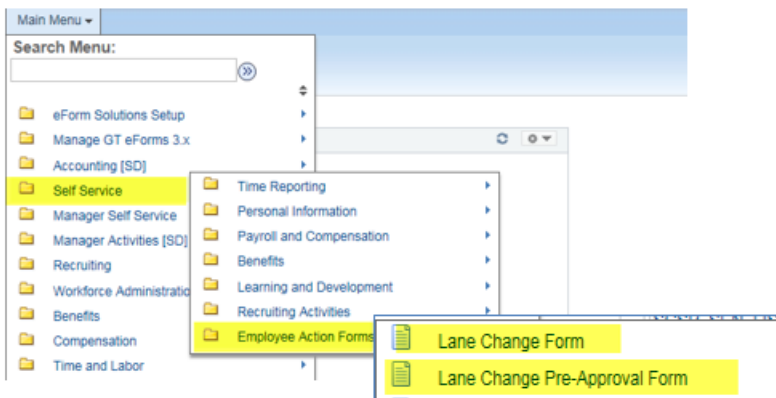 Main Menu
Search Menu:
eForm Solutions Setup
Manage GT eForms 3.x
Accounting [SD]
Self Service
Manager Self Service
Manager Activities [SD]
Recruiting
Workforce Administratio
Benefits
Compensation
Time and Labor
Time Reporting
Personal Information
Payroll and Compensation
Benefits
Learning and Development
Recruiting Activities
Employee Action Forms
Lane Change Form
Lane Change Pre-Approval Form